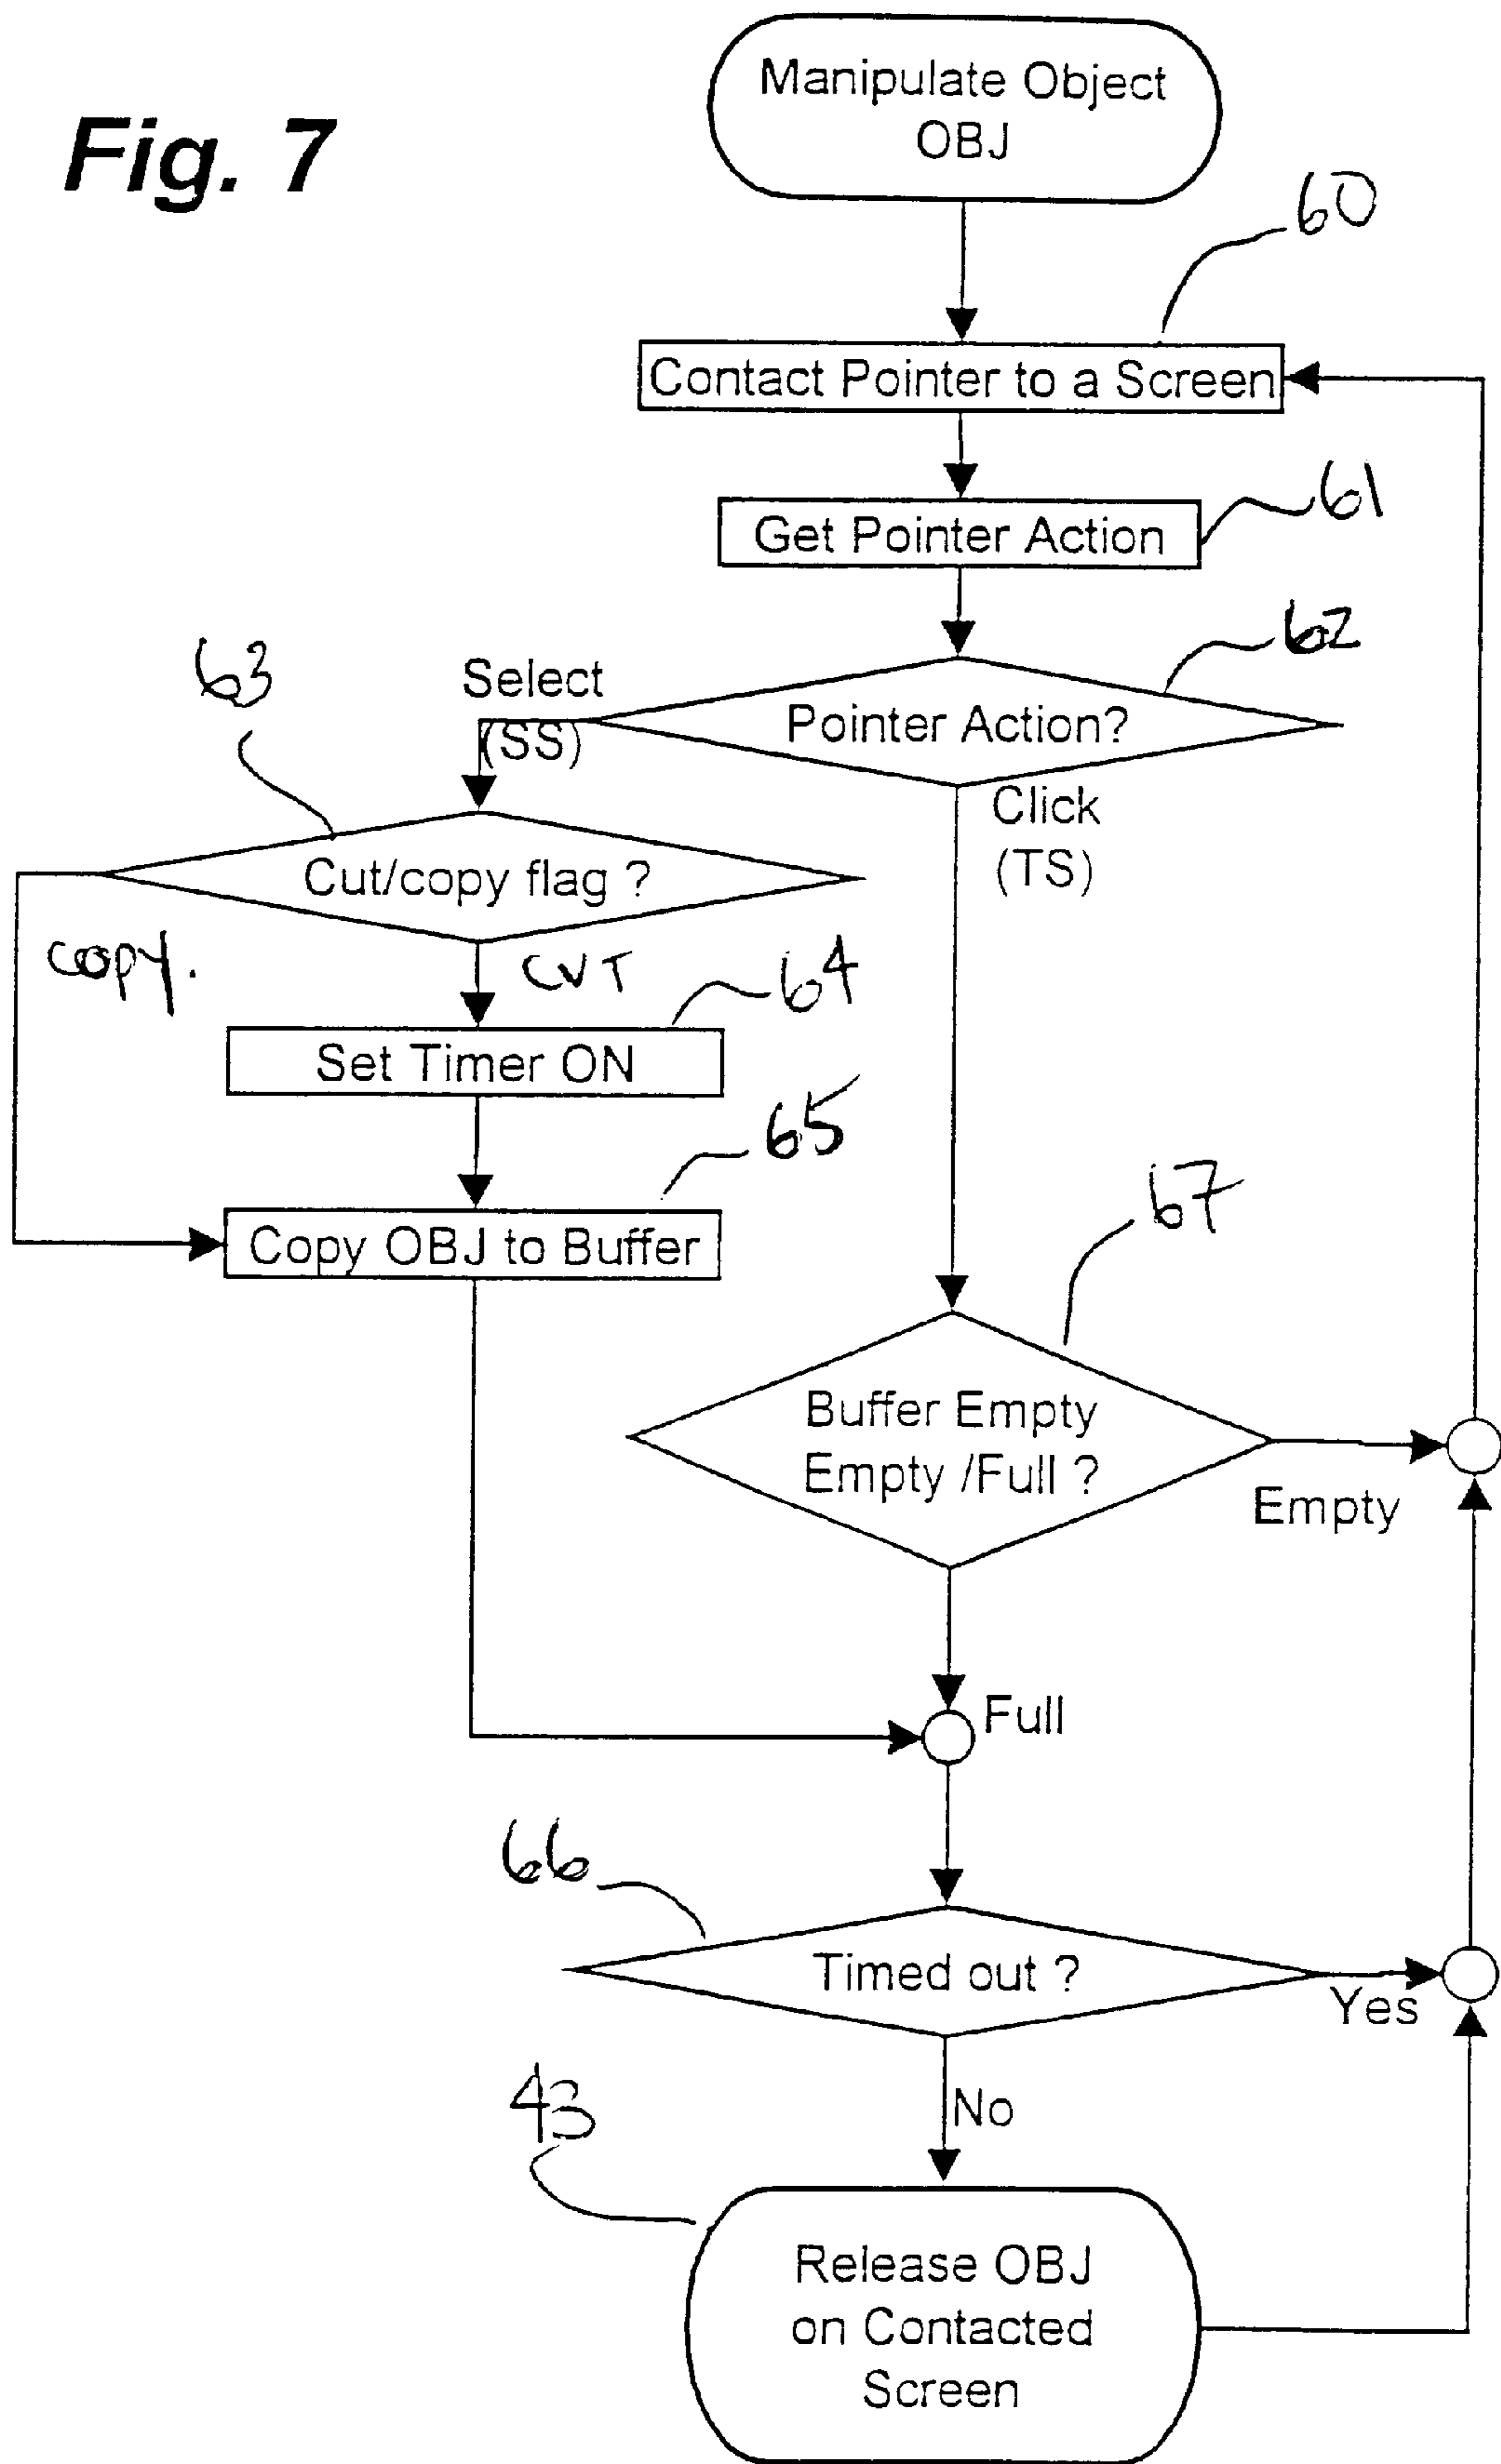 Fig. 7
Manipulate Object
OBJ
60
Contact Pointer to a Screen
61
Get Pointer Action
62
Pointer Action?
Select
(SS)
63
Click
(TS)
Cut/copy flag ?
copy.
CUT
64
Set Timer ON
65
Copy OBJ to Buffer
67
Buffer Empty
Empty /Full ?
Empty
Full
66
Timed out ?
Yes
No
43
Release OBJ
on Contacted
Screen